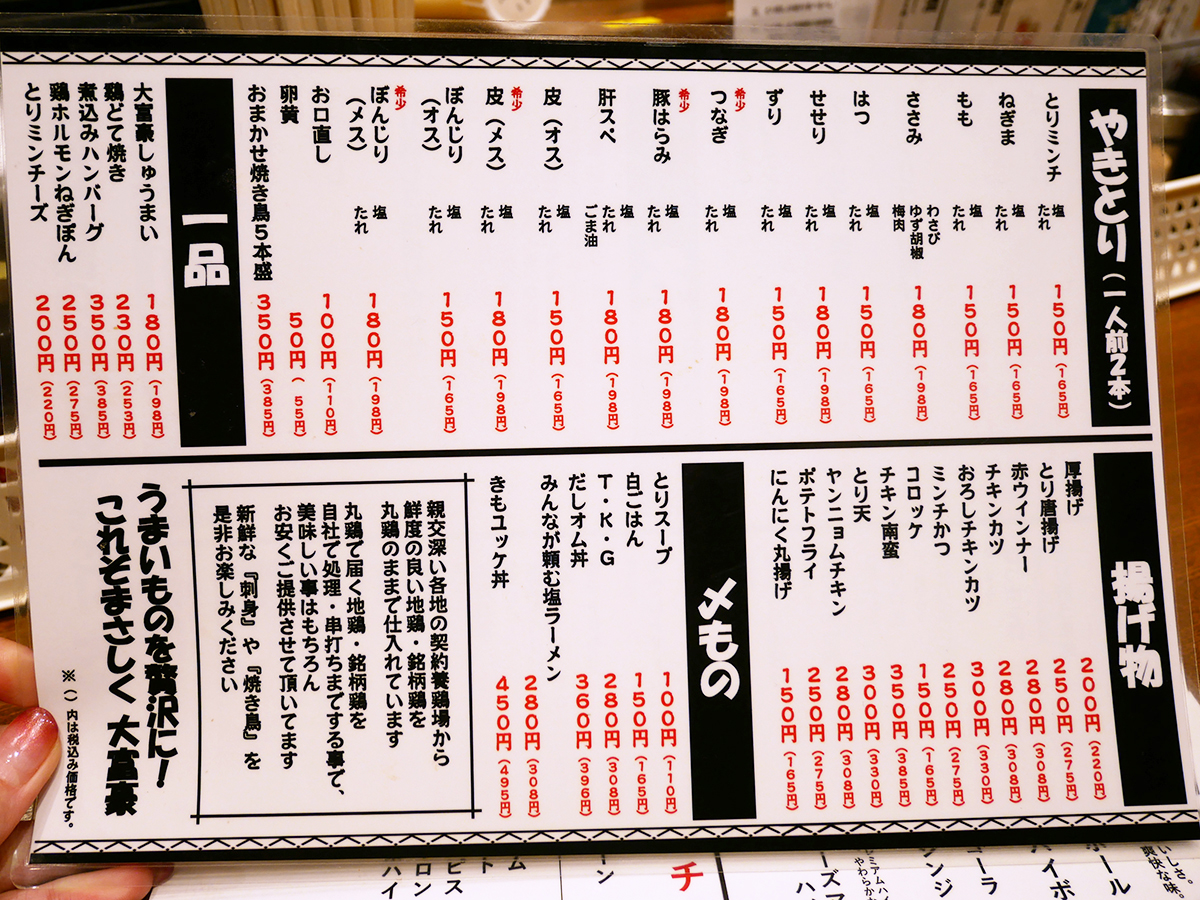 やきとり（一人前2本）
とりミンチ 塩 たれ 150円（165円）
ねぎま 塩 たれ 150円（165円）
もも 塩 たれ 150円（165円）
ささみ わさび ゆず胡椒 梅肉 180円（198円）
はつ 塩 たれ 150円（165円）
せせり 塩 たれ 180円（198円）
ずり 塩 たれ 150円（165円）
希少 つなぎ 塩 たれ 180円（198円）
希少 豚はらみ 塩 たれ 180円（198円）
肝スペ 塩 たれ ごま油 180円（198円）
皮（オス） 塩 たれ 150円（165円）
希少 皮（メス） 塩 たれ 180円（198円）
ぼんじり（オス） 塩 たれ 150円（165円）
希少 ぼんじり（メス） 塩 たれ 180円（198円）
お口直し 100円（110円）
卵黄 50円（55円）
おまかせ焼き鳥5本盛 350円（385円）
一品
大富豪しゅうまい 180円（198円）
鶏どて焼き 230円（253円）
煮込みハンバーグ 350円（385円）
鶏ホルモンねぎぽん 250円（275円）
とりミンチーズ 200円（220円）
揚げ物
厚揚げ 200円（220円）
とり唐揚げ 250円（275円）
赤ウィンナー 280円（308円）
チキンカツ 280円（308円）
おろしチキンカツ 300円（330円）
ミンチかつ 250円（275円）
コロッケ 150円（165円）
チキン南蛮 350円（385円）
とり天 300円（330円）
ヤンニョムチキン 280円（308円）
ポテトフライ 250円（275円）
にんにく丸揚げ 150円（165円）
〆もの
とりスープ 100円（110円）
白ごはん 150円（165円）
T・K・G 280円（308円）
だしオム丼 360円（396円）
みんなが頼む塩ラーメン 280円（308円）
きもユッケ丼 450円（495円）
親交深い各地の契約養鶏場から
鮮度の良い地鶏・銘柄鶏を
丸鶏のままで仕入れています
丸鶏で届く地鶏・銘柄鶏を
自社で処理・串打ちまでする事で、
美味しい事はもちろん
お安くご提供させて頂いてます
新鮮な『刺身』や『焼き鳥』を
是非お楽しみください
うまいものを贅沢に！
これぞまさしく 大富豪
※（）内は税込み価格です。